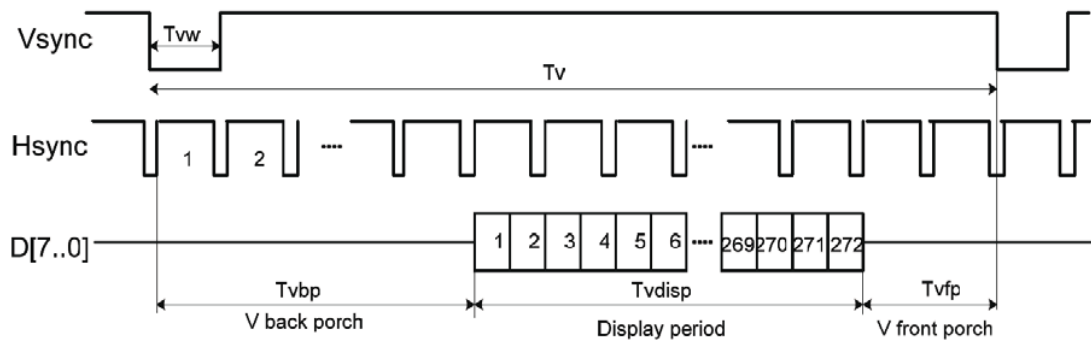 Vsync
Tvw
Tv
Hsync
1 2 .... ....
D[7..0]
1 2 3 4 5 6 .... 269 270 271 272
Tvbp Tvdisp Tvfp
V back porch Display period V front porch